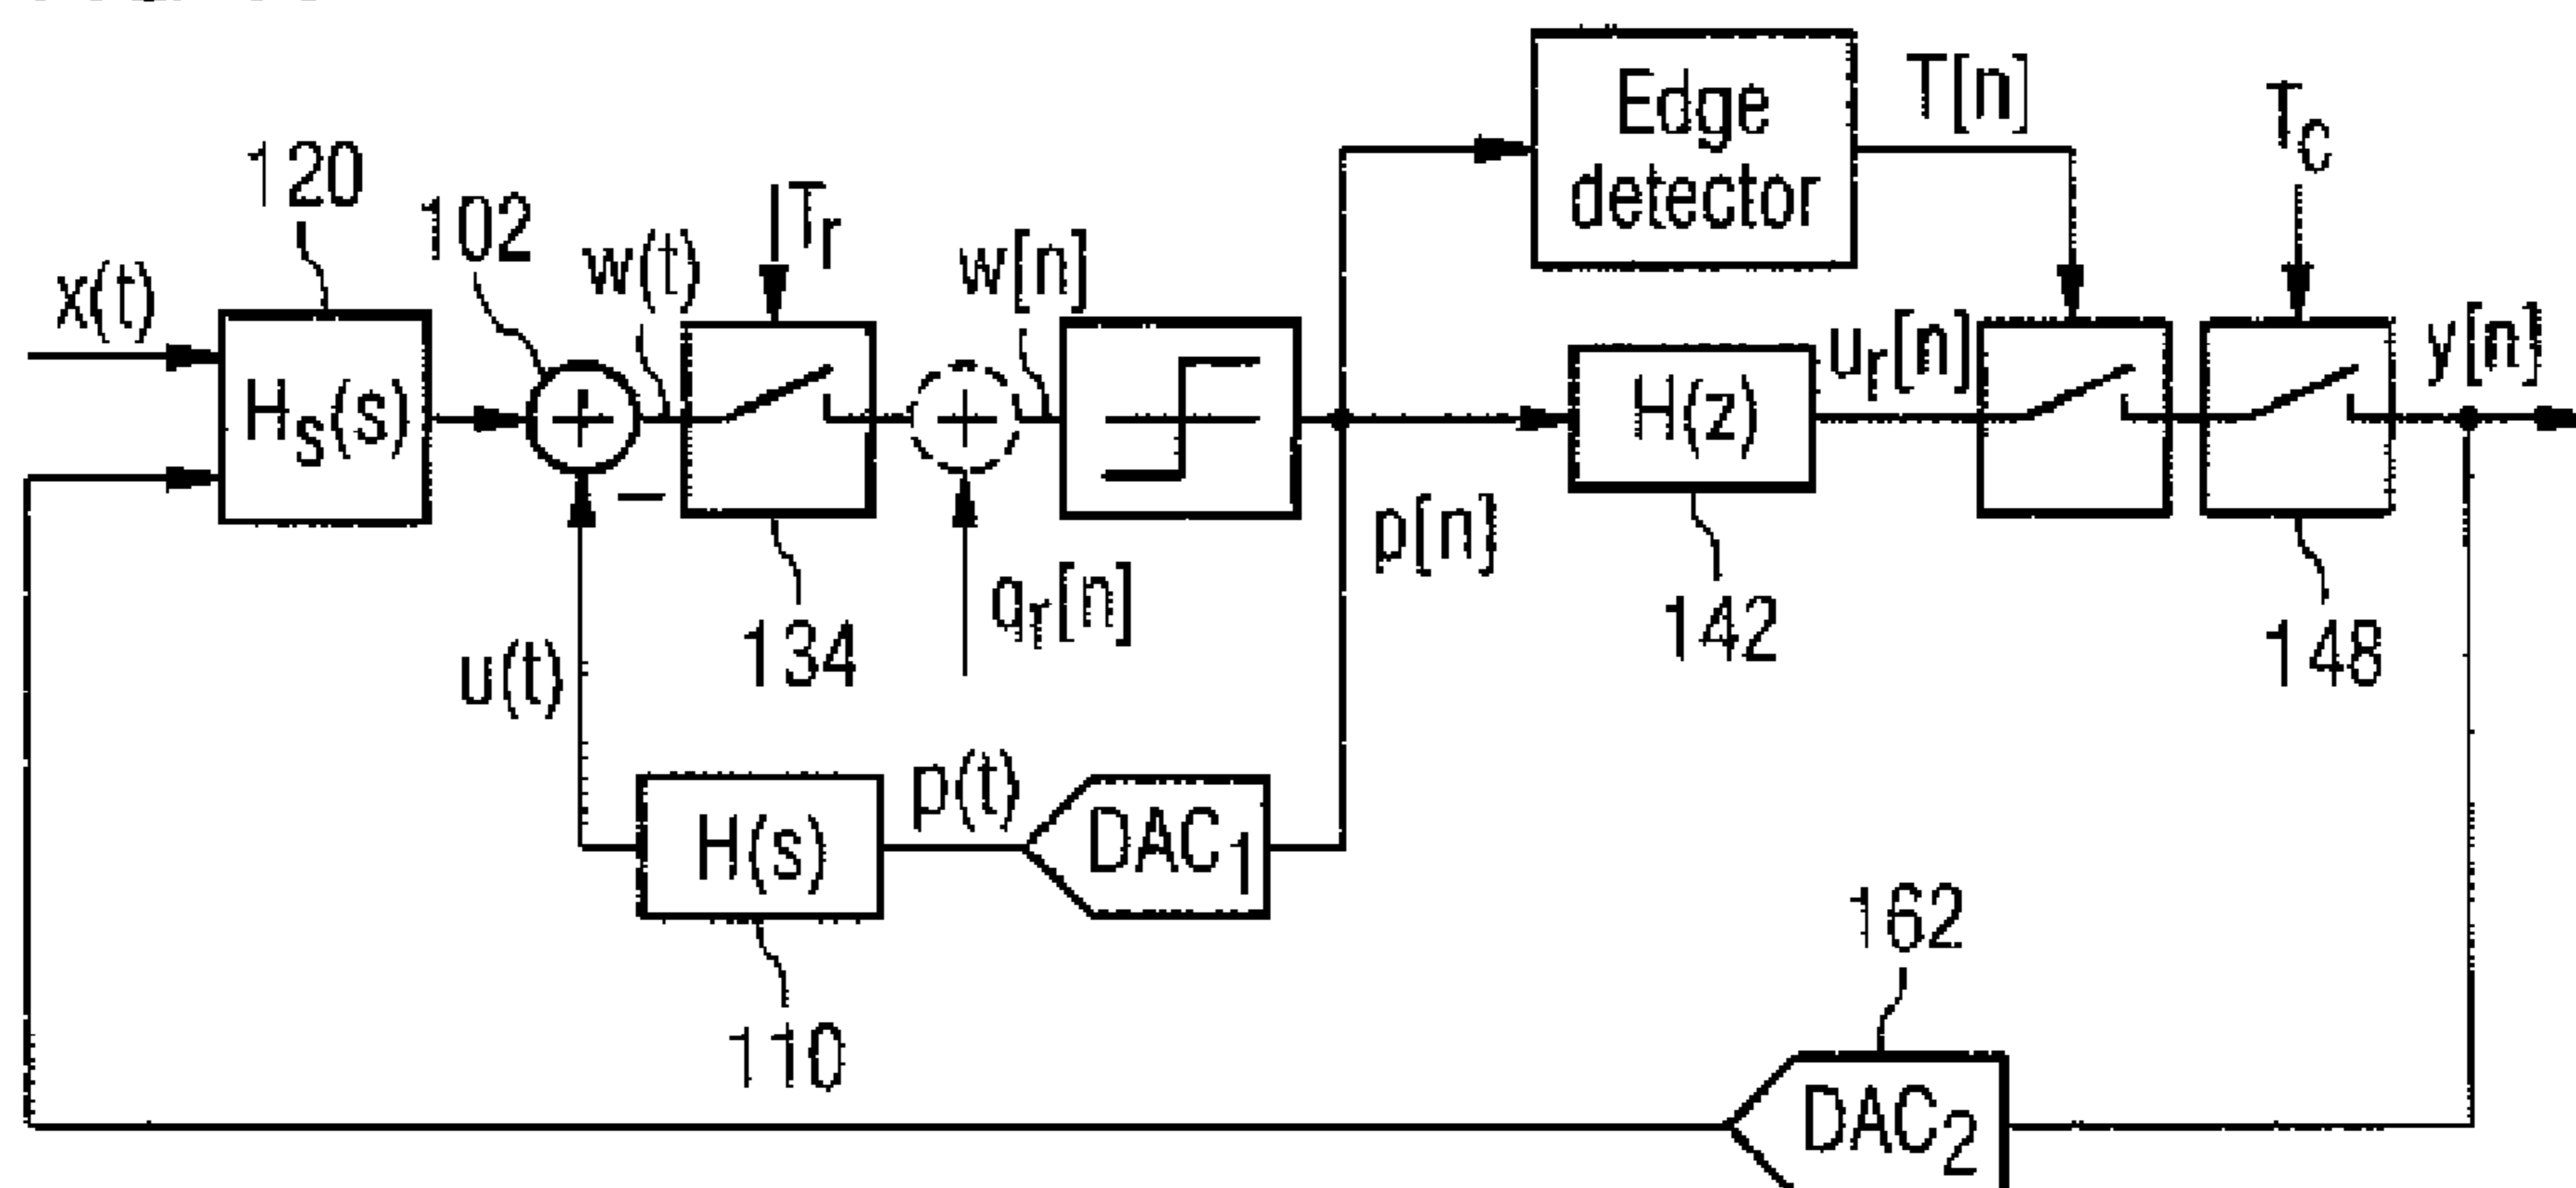 Edge
detector
T[n]
T_c
120
102
T_r
w(t)
w[n]
x(t)
H_s(s)
H(z)
u_r[n]
y[n]
p[n]
q_r[n]
134
142
148
u(t)
p(t)
H(s)
DAC_1
110
162
DAC_2